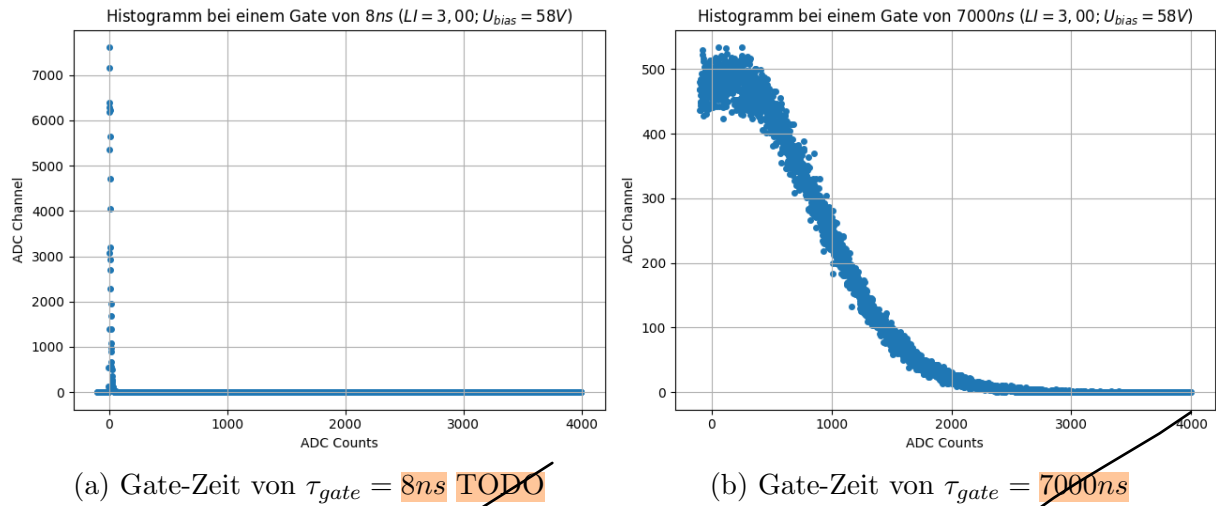 Histogramm bei einem Gate von 8ns (LI = 3, 00; U_bias = 58V)
ADC Channel
7000
6000
5000
4000
3000
2000
1000
0
0 1000 2000 3000 4000
ADC Counts
(a) Gate-Zeit von τ_gate = 8ns TODO
Histogramm bei einem Gate von 7000ns (LI = 3, 00; U_bias = 58V)
ADC Channel
500
400
300
200
100
0
0 1000 2000 3000 4000
ADC Counts
(b) Gate-Zeit von τ_gate = 7000ns